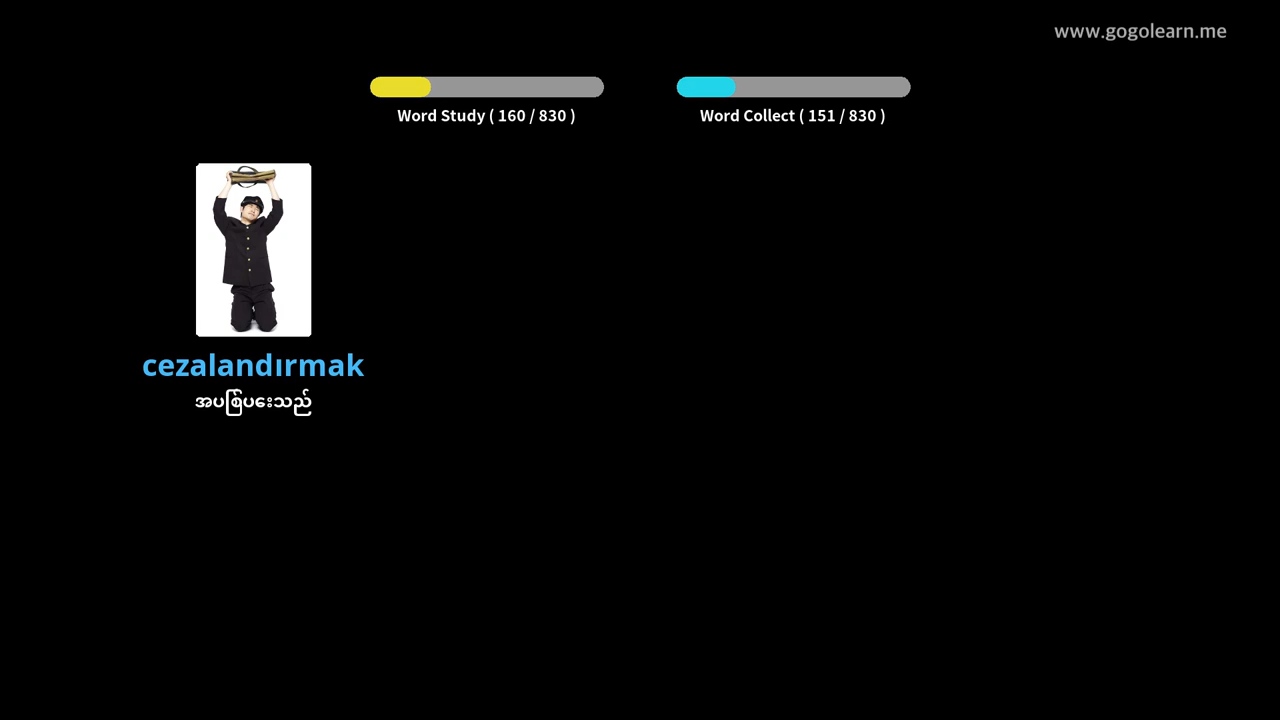 www.gogolearn.me
Word Study ( 160 / 830 )
Word Collect ( 151 / 830 )
cezalandırmak
အပစ်ြပေးသည်